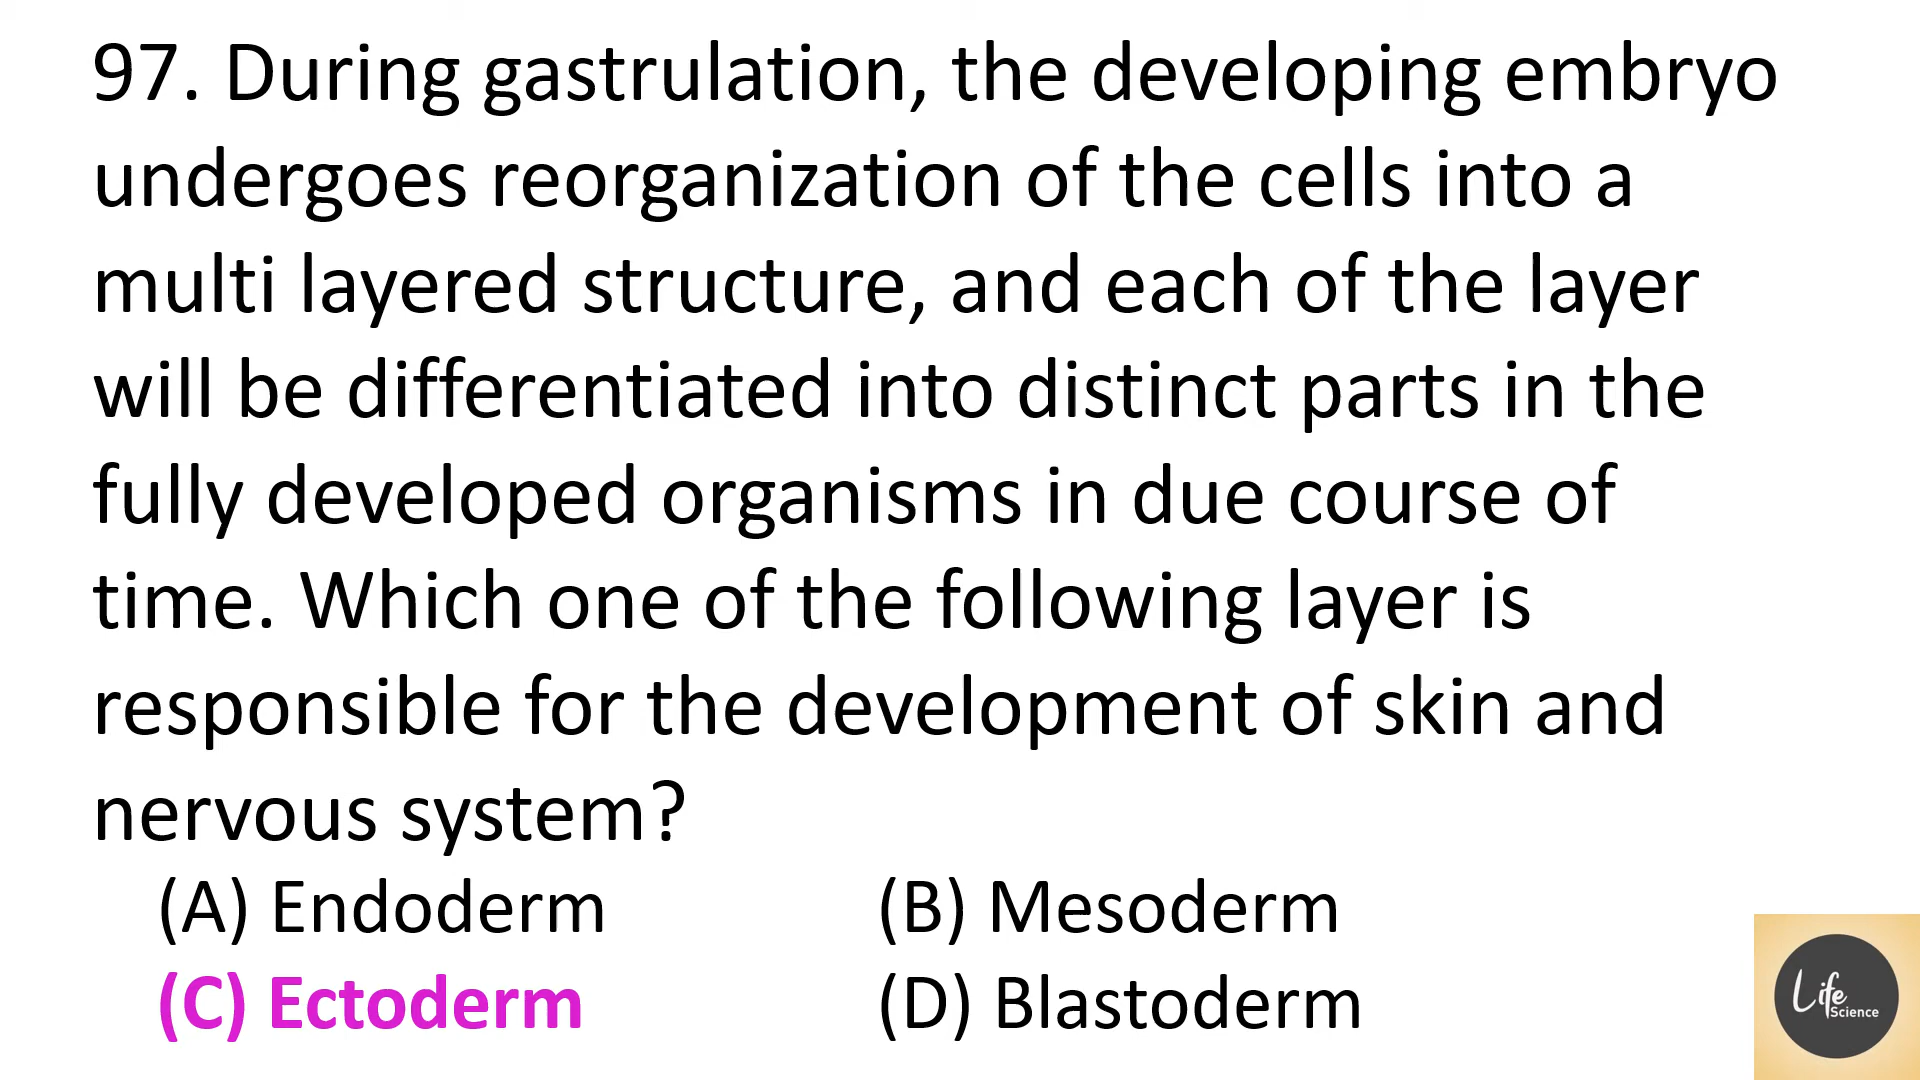 97. During gastrulation, the developing embryo
undergoes reorganization of the cells into a
multi layered structure, and each of the layer
will be differentiated into distinct parts in the
fully developed organisms in due course of
time. Which one of the following layer is
responsible for the development of skin and
nervous system?
(A) Endoderm (B) Mesoderm
(C) Ectoderm (D) Blastoderm
Life
Science